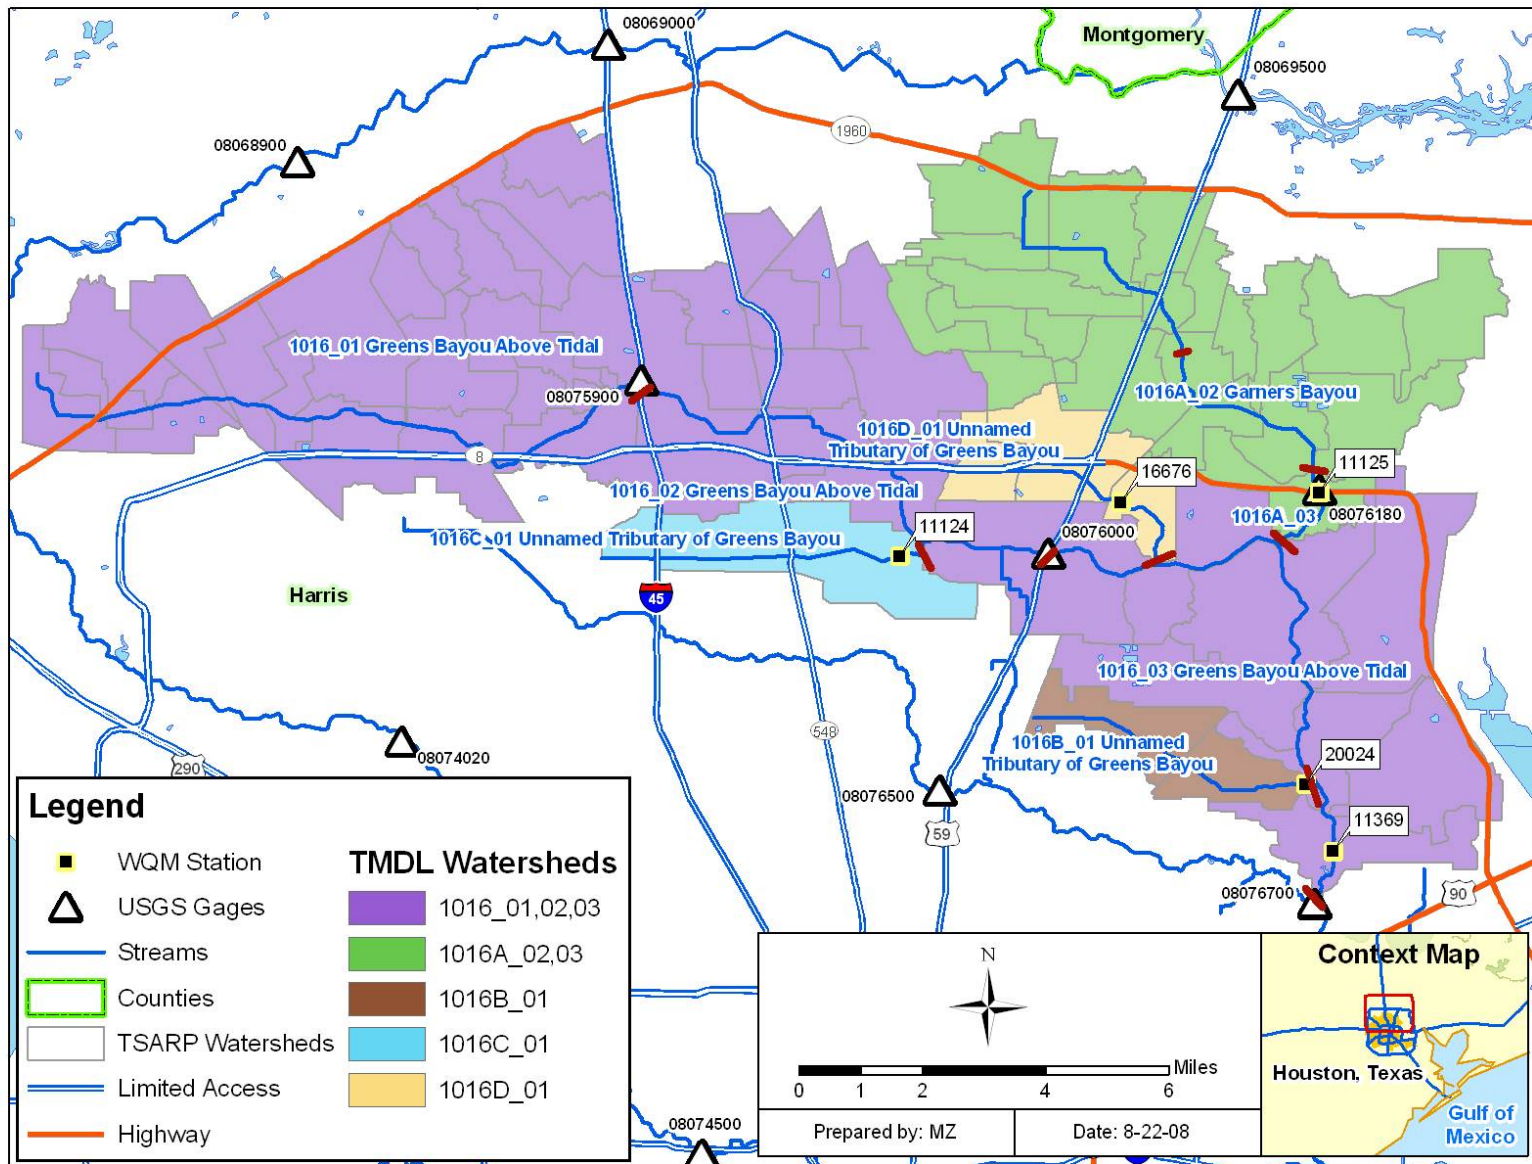 08069000
Montgomery
08069500
1960
08068900
1016_01 Greens Bayou Above Tidal
08075900
1016A_02 Garners Bayou
1016D_01 Unnamed
Tributary of Greens Bayou
8
16676
11125
1016_02 Greens Bayou Above Tidal
1016A_03
08076180
11124
08076000
1016C_01 Unnamed Tributary of Greens Bayou
Harris
45
1016_03 Greens Bayou Above Tidal
548
1016B_01 Unnamed
Tributary of Greens Bayou
08074020
290
20024
08076500
59
11369
08076700
90
Legend
WQM Station
USGS Gages
Streams
Counties
TSARP Watersheds
Limited Access
Highway
TMDL Watersheds
1016_01,02,03
1016A_02,03
1016B_01
1016C_01
1016D_01
08074500
N
Miles
0 1 2 4 6
Prepared by: MZ
Date: 8-22-08
Context Map
Houston, Texas
Gulf of
Mexico